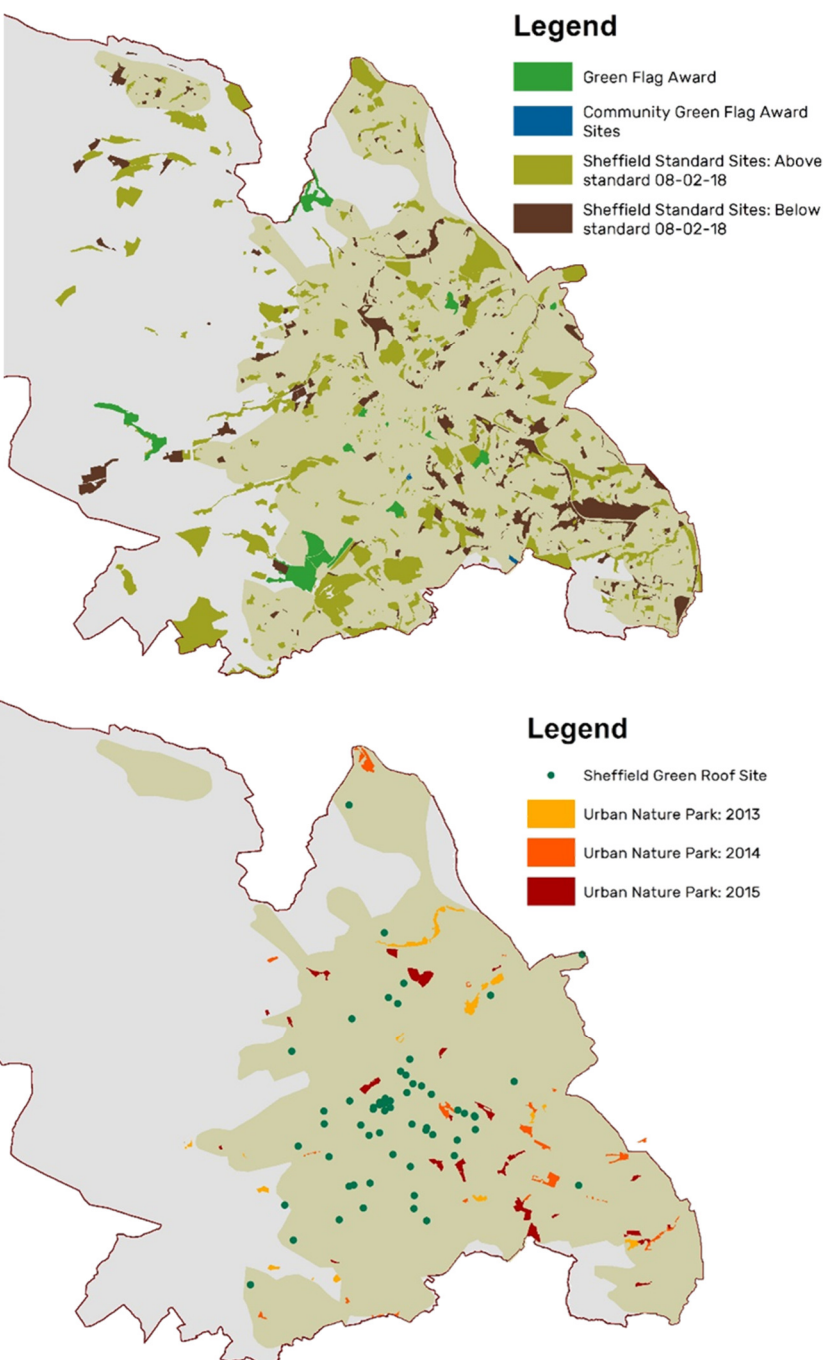 Legend
Green Flag Award
Community Green Flag Award
Sites
Sheffield Standard Sites: Above
standard 08-02-18
Sheffield Standard Sites: Below
standard 08-02-18
Legend
Sheffield Green Roof Site
Urban Nature Park: 2013
Urban Nature Park: 2014
Urban Nature Park: 2015